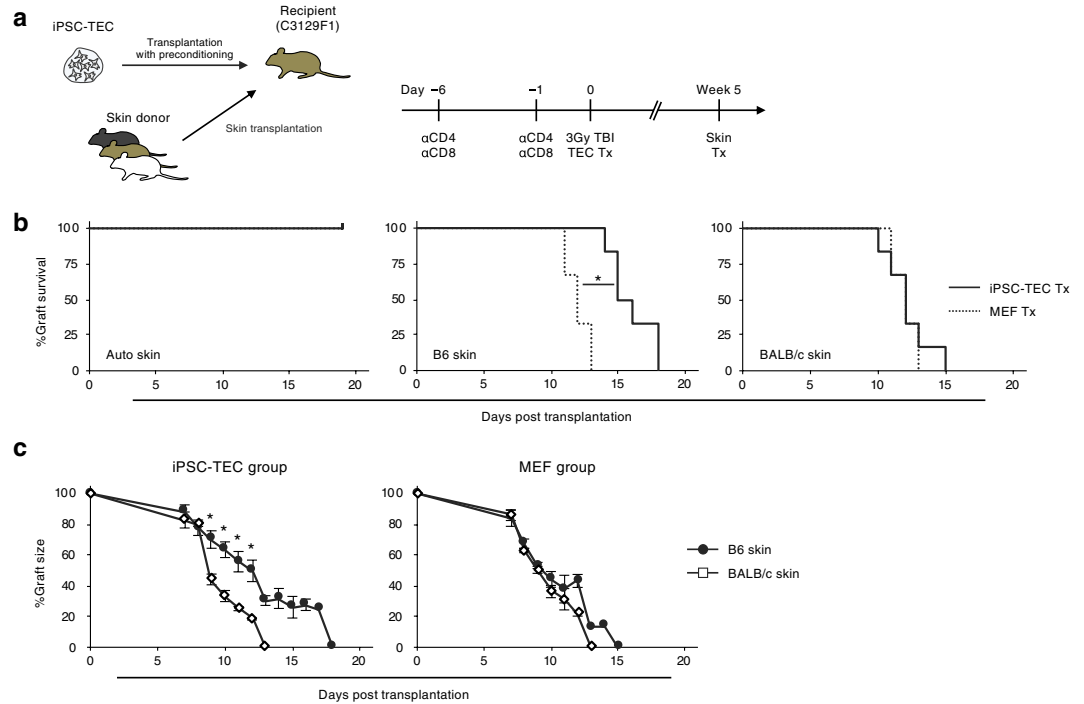 a
iPSC-TEC
Transplantation
with preconditioning
Recipient
(C3129F1)
Skin donor
Skin transplantation
Day −6
−1
0
Week 5
αCD4
αCD8
αCD4
αCD8
3Gy TBI
TEC Tx
Skin
Tx
b
%Graft survival
100
75
50
25
0
Auto skin
0 5 10 15 20
100
75
50
25
0
*
B6 skin
0 5 10 15 20
100
75
50
25
0
BALB/c skin
0 5 10 15 20
iPSC-TEC Tx
MEF Tx
Days post transplantation
c
iPSC-TEC group
%Graft size
100
80
60
40
20
0
* * * *
0 5 10 15 20
MEF group
100
80
60
40
20
0
0 5 10 15 20
B6 skin
BALB/c skin
Days post transplantation